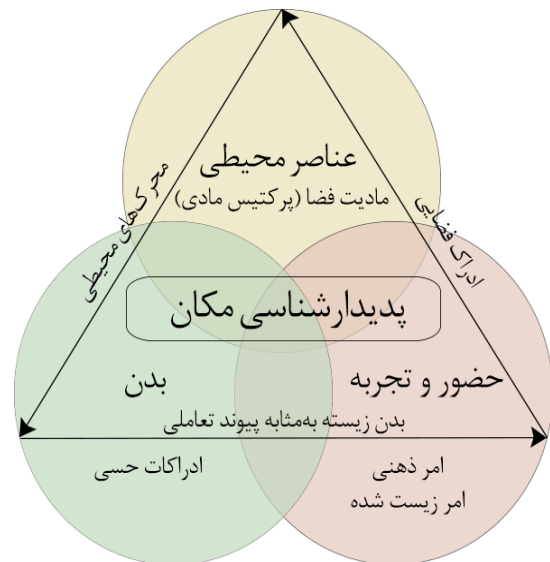 عناصر محیطی
مادیت فضا (پرکتیس مادی)
محرک‌های محیطی
ادراک فضایی
پدیدارشناسی مکان
حضور و تجربه
بدن
بدن زیسته به‌مثابه پیوند تعاملی
امر ذهنی
امر زیست شده
ادراکات حسی